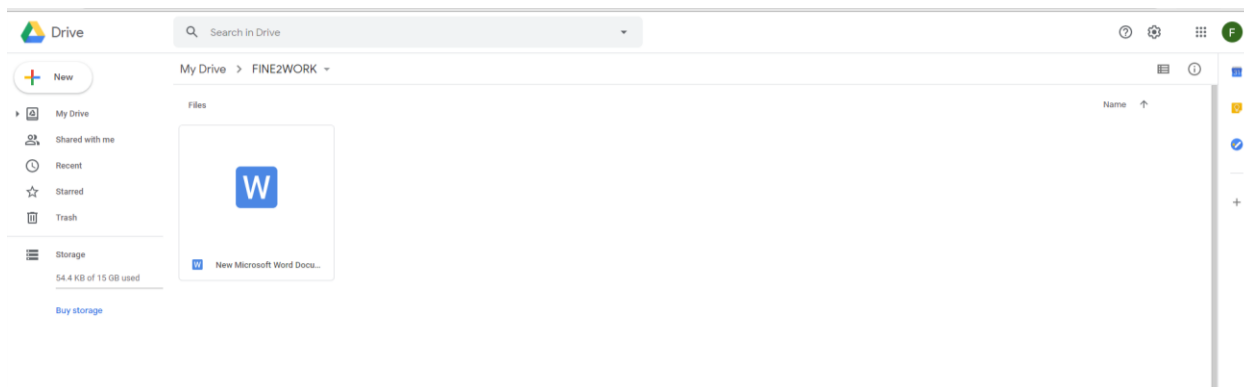 Drive
Search in Drive
F
New
My Drive > FINE2WORK
31
My Drive
Files
Name ↑
Shared with me
Recent
Starred
W
Trash
Storage
W New Microsoft Word Docu...
54.4 KB of 15 GB used
Buy storage